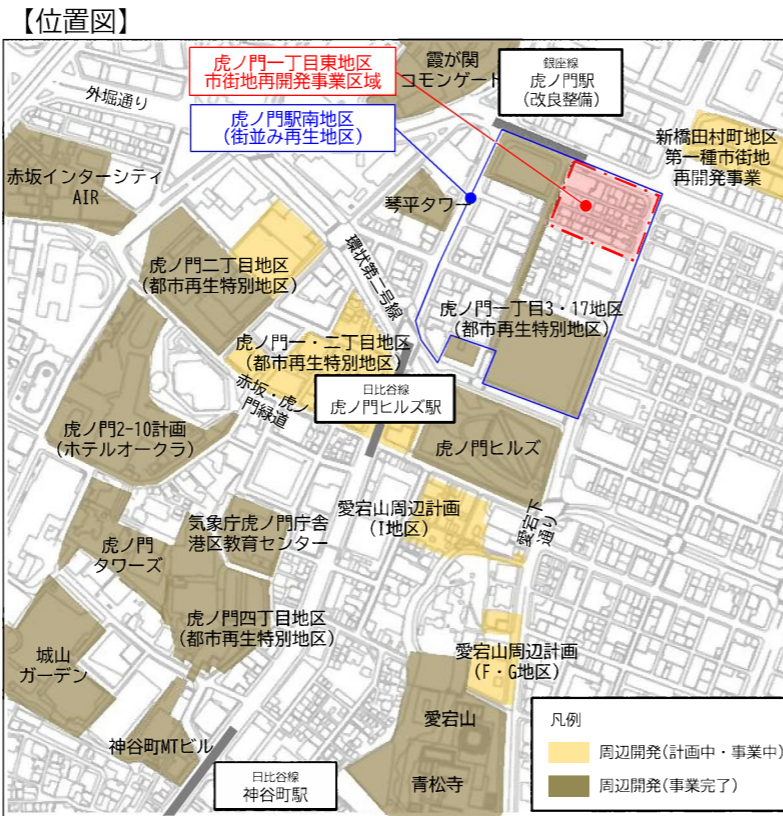 【位置図】
霞が関
コモンゲート
虎ノ門一丁目東地区
市街地再開発事業区域
銀座線
虎ノ門駅
(改良整備)
外堀通り
虎ノ門駅南地区
(街並み再生地区)
新橋田村町地区
第一種市街地
再開発事業
赤坂インターシティ
AIR
琴平タワー
環状第二号線
虎ノ門二丁目地区
(都市再生特別地区)
虎ノ門一丁目3・17地区
(都市再生特別地区)
虎ノ門一・二丁目地区
(都市再生特別地区)
赤坂・虎ノ
門緑道
日比谷線
虎ノ門ヒルズ駅
虎ノ門2-10計画
(ホテルオークラ)
虎ノ門ヒルズ
愛宕山周辺計画
(I地区)
愛宕下
通り
気象庁虎ノ門庁舎
港区教育センター
虎ノ門
タワーズ
虎ノ門四丁目地区
(都市再生特別地区)
城山
ガーデン
愛宕山周辺計画
(F・G地区)
愛宕山
神谷町MTビル
青松寺
日比谷線
神谷町駅
凡例
周辺開発(計画中・事業中)
周辺開発(事業完了)